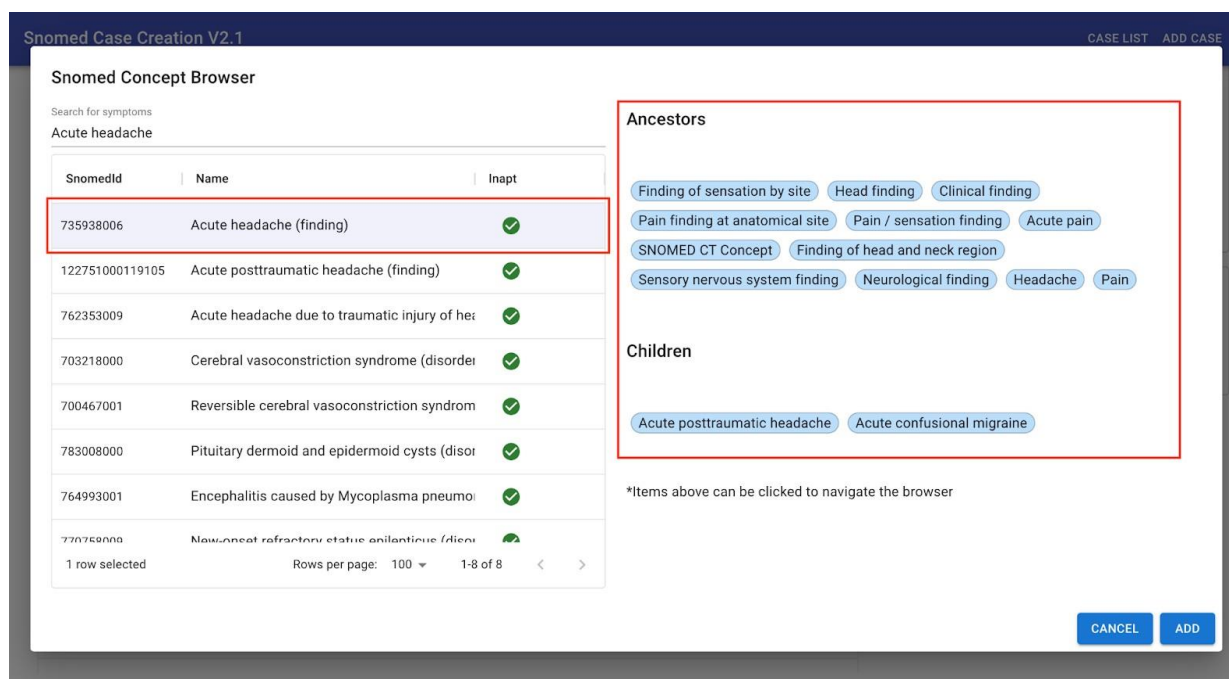 Snomed Case Creation V2.1
CASE LIST ADD CASE
Snomed Concept Browser
Search for symptoms
Acute headache
SnomedId Name Inapt
735938006 Acute headache (finding)
122751000119105 Acute posttraumatic headache (finding)
762353009 Acute headache due to traumatic injury of hea
703218000 Cerebral vasoconstriction syndrome (disorder
700467001 Reversible cerebral vasoconstriction syndrom
783008000 Pituitary dermoid and epidermoid cysts (disor
764993001 Encephalitis caused by Mycoplasma pneumo
770758009 New-onset refractory status epilepticus (disor
1 row selected Rows per page: 100 1-8 of 8
Ancestors
Finding of sensation by site Head finding Clinical finding
Pain finding at anatomical site Pain / sensation finding Acute pain
SNOMED CT Concept Finding of head and neck region
Sensory nervous system finding Neurological finding Headache Pain
Children
Acute posttraumatic headache Acute confusional migraine
*Items above can be clicked to navigate the browser
CANCEL ADD